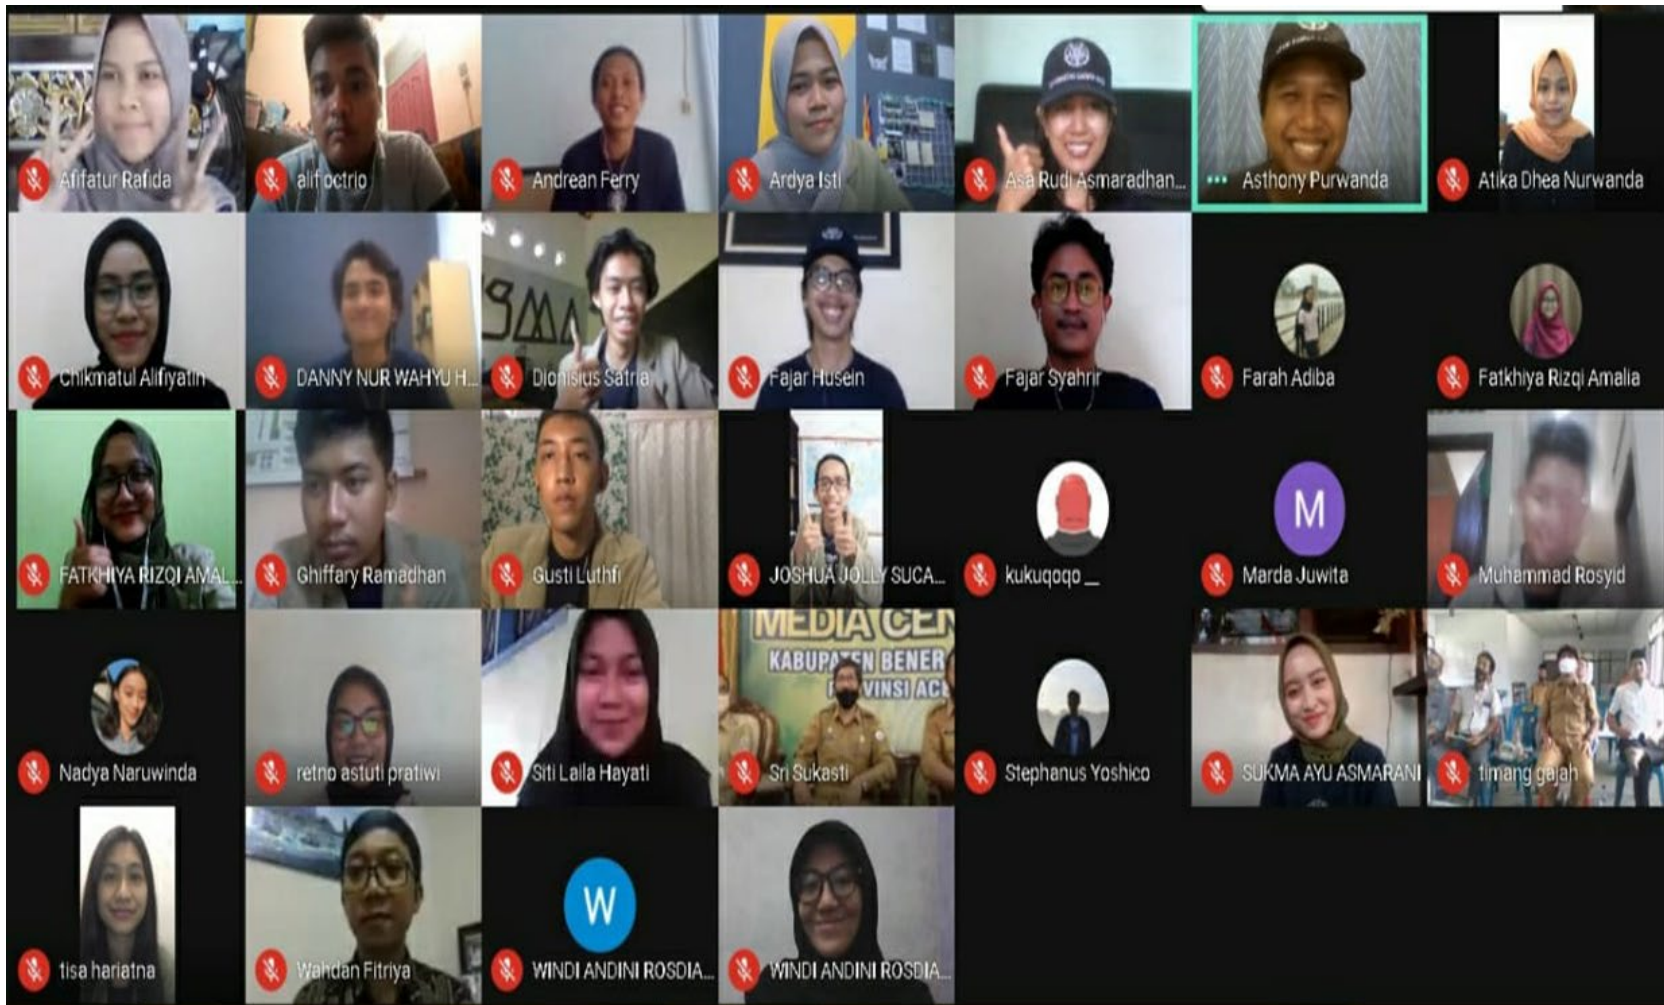 Afifatur Rafida
alif octrio
Andrean Ferry
Ardya Isti
Asa Rudi Asmaradhan...
Asthony Purwanda
Atika Dhea Nurwanda
Chikmatul Alifiyatin
DANNY NUR WAHYU H...
Dionisius Satria
Fajar Husein
Fajar Syahrir
Farah Adiba
Fatkhiya Rizqi Amalia
FATKHIYA RIZQI AMAL...
Ghiffary Ramadhan
Gusti Luthfi
JOSHUA JOLLY SUCA...
kukuqoqo __
M
Marda Juwita
Muhammad Rosyid
Nadya Naruwinda
retno astuti pratiwi
Siti Laila Hayati
MEDIA CEN
KABUPATEN BENER
PROVINSI ACE
Sri Sukasti
Stephanus Yoshico
SUKMA AYU ASMARANI
timang gajah
tisa hariatna
Wahdan Fitriya
W
WINDI ANDINI ROSDIA...
WINDI ANDINI ROSDIA...